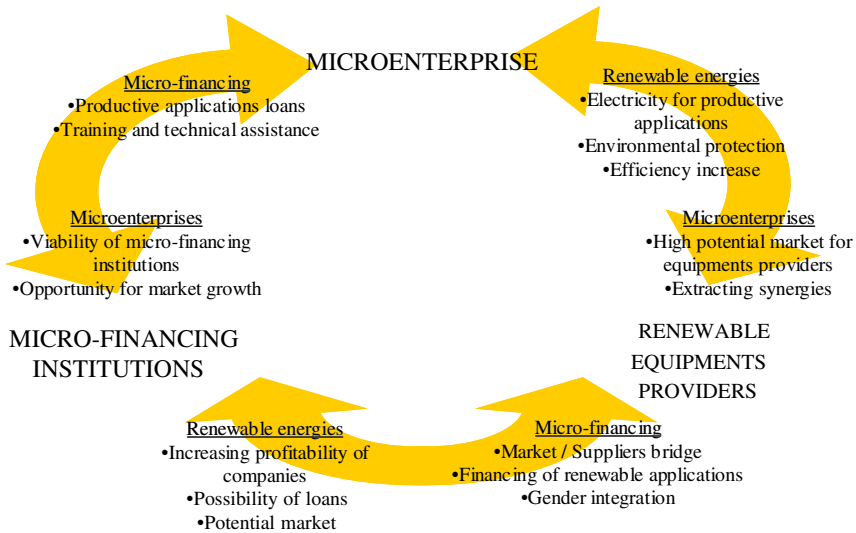 MICROENTERPRISE
Micro-financing
•Productive applications loans
•Training and technical assistance
Renewable energies
•Electricity for productive
applications
•Environmental protection
•Efficiency increase
Microenterprises
•Viability of micro-financing
institutions
•Opportunity for market growth
Microenterprises
•High potential market for
equipments providers
•Extracting synergies
MICRO-FINANCING
INSTITUTIONS
RENEWABLE
EQUIPMENTS
PROVIDERS
Renewable energies
•Increasing profitability of
companies
•Possibility of loans
•Potential market
Micro-financing
•Market / Suppliers bridge
•Financing of renewable applications
•Gender integration